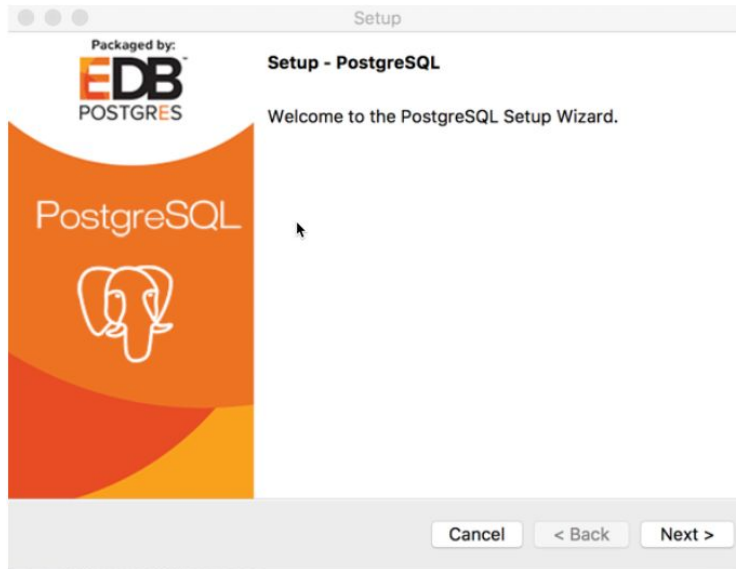 Setup
Packaged by:
EDB
POSTGRES
Setup - PostgreSQL
Welcome to the PostgreSQL Setup Wizard.
PostgreSQL
Cancel
< Back
Next >